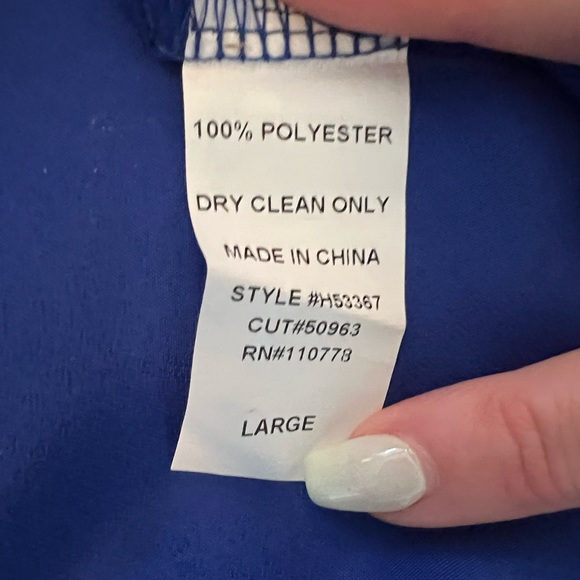 100% POLYESTER
DRY CLEAN ONLY
MADE IN CHINA
STYLE #H53367
CUT#50963
RN#110778
LARGE